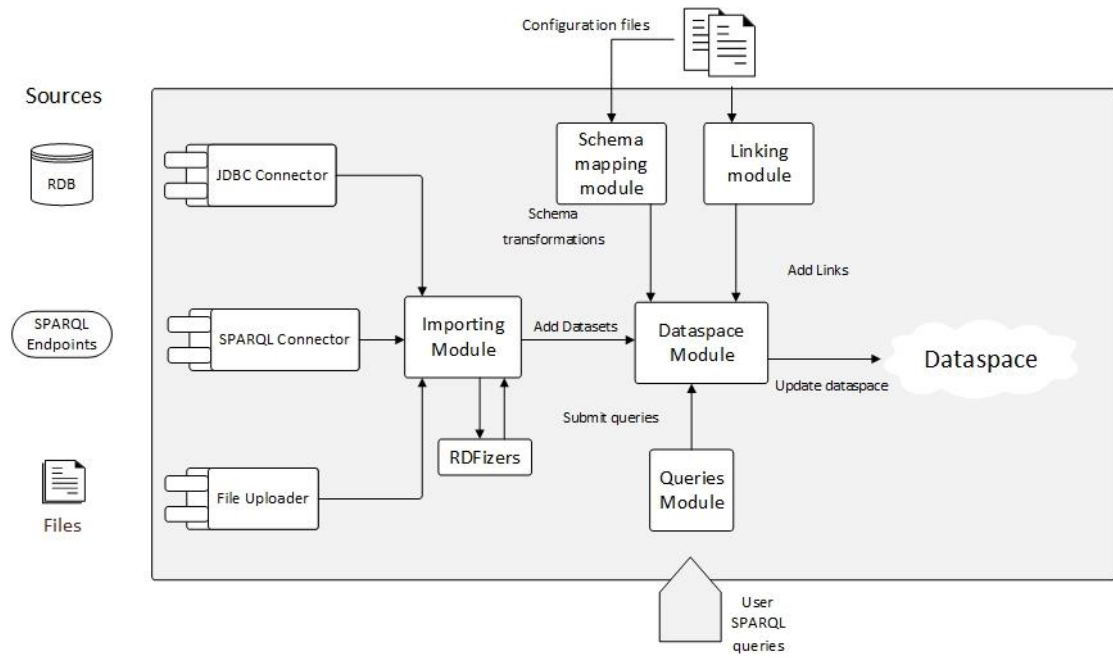 Configuration files
Sources
RDB
JDBC Connector
Schema
mapping
module
Linking
module
Schema
transformations
Add Links
SPARQL
Endpoints
SPARQL Connector
Importing
Module
Add Datasets
Dataspace
Module
Dataspace
Update dataspace
Submit queries
RDFizers
Queries
Module
File Uploader
Files
User
SPARQL
queries